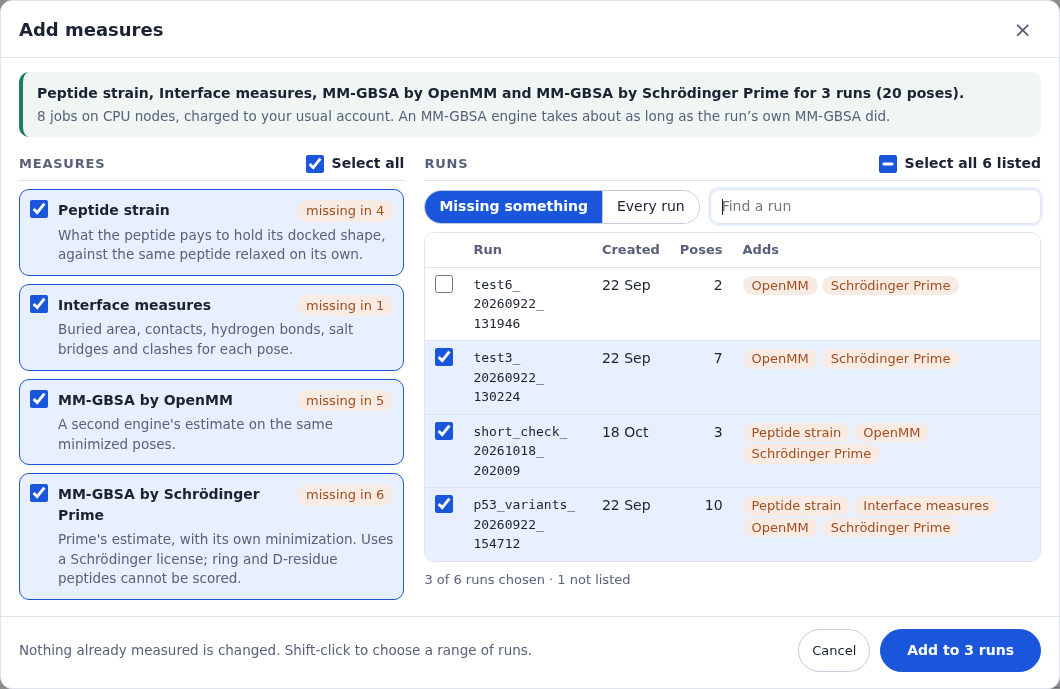 Add measures
Peptide strain, Interface measures, MM-GBSA by OpenMM and MM-GBSA by Schrödinger Prime for 3 runs (20 poses).
8 jobs on CPU nodes, charged to your usual account. An MM-GBSA engine takes about as long as the run's own MM-GBSA did.
MEASURES
Select all
Peptide strain
missing in 4
What the peptide pays to hold its docked shape,
against the same peptide relaxed on its own.
Interface measures
missing in 1
Buried area, contacts, hydrogen bonds, salt
bridges and clashes for each pose.
MM-GBSA by OpenMM
missing in 5
A second engine's estimate on the same
minimized poses.
MM-GBSA by Schrödinger
Prime
missing in 6
Prime's estimate, with its own minimization. Uses
a Schrödinger license; ring and D-residue
peptides cannot be scored.
RUNS
Select all 6 listed
Missing something
Every run
Find a run
Run Created Poses Adds
test6_ 22 Sep 2 OpenMM Schrödinger Prime
20260922_
131946
test3_ 22 Sep 7 OpenMM Schrödinger Prime
20260922_
130224
short_check_ 18 Oct 3 Peptide strain OpenMM
20261018_ Schrödinger Prime
202009
p53_variants_ 22 Sep 10 Peptide strain Interface measures
20260922_ OpenMM Schrödinger Prime
154712
3 of 6 runs chosen · 1 not listed
Nothing already measured is changed. Shift-click to choose a range of runs.
Cancel
Add to 3 runs